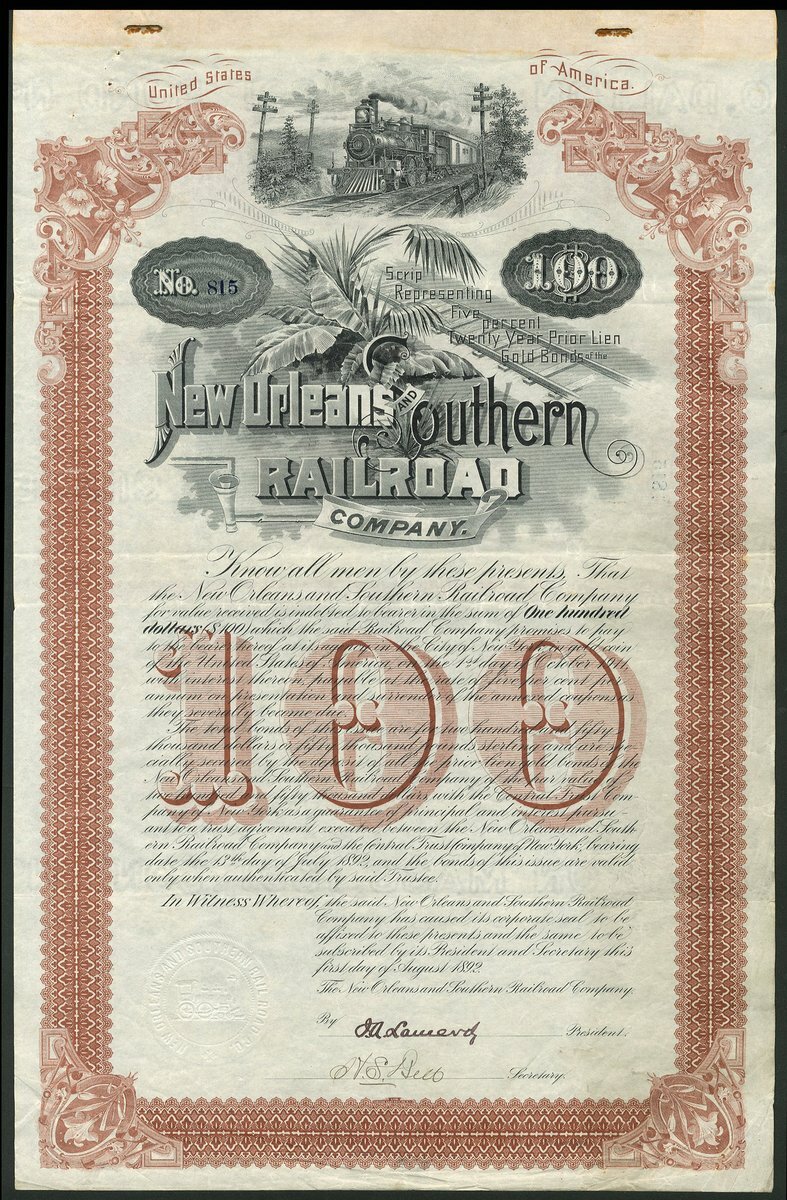 United States of America.
No. 815
100
Scrip
Representing
Five
percent
Twenty Year Prior Lien
Gold Bonds of the
New Orleans AND Southern
RAILROAD
COMPANY.
Know all men by these presents, That
the New Orleans and Southern Railroad Company
for value received is indebted to bearer in the sum of One hundred
dollars ($100) which the said Railroad Company promises to pay
to the bearer hereof at its agency in the City of New York in gold coin
of the United States of America on the 1st day of October 1911,
with interest thereon, payable at the rate of five per cent per
annum on presentation and surrender of the annexed coupons as
they severally become due.
The total bonds of this issue are for two hundred and fifty
thousand dollars or fifty thousand pounds sterling and are spe-
cially secured by the deposit of all the prior lien gold bonds of the
New Orleans and Southern Railroad Company of the par value of
two hundred and fifty thousand dollars, with the Central Trust Com-
pany of New York as a guarantee of principal and interest pursu-
ant to a trust agreement executed between the New Orleans and South-
ern Railroad Company and the Central Trust Company of New York, bearing
date the 13th day of July 1892, and the bonds of this issue are valid
only when authenticated by said Trustee.
100
In Witness Whereof, the said New Orleans and Southern Railroad
Company has caused its corporate seal to be
affixed to these presents and the same to be
subscribed by its President and Secretary this
first day of August 1892.
The New Orleans and Southern Railroad Company.
By President.
N.S. Secretary.
NEW ORLEANS AND SOUTHERN RAIL ROAD CO.